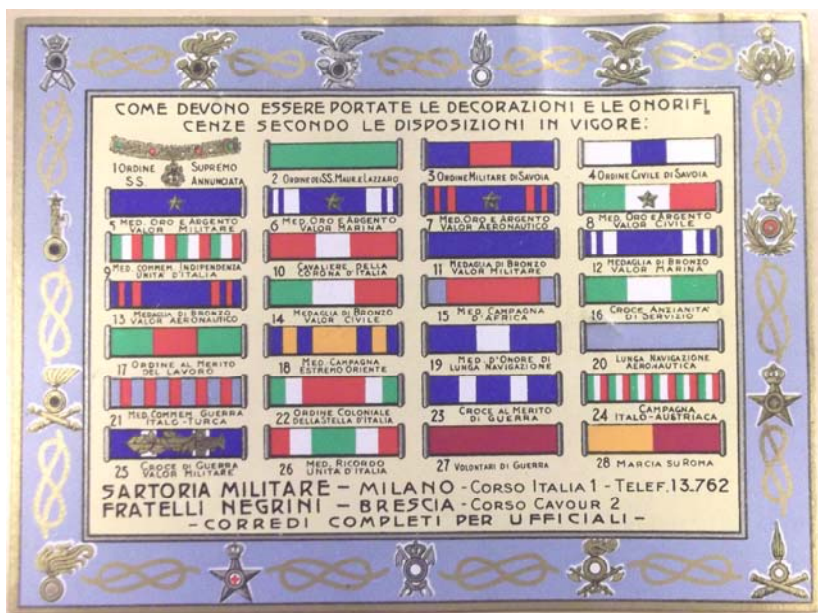 COME DEVONO ESSERE PORTATE LE DECORAZIONI E LE ONORIFI
CENZE SECONDO LE DISPOSIZIONI IN VIGORE:
1 ORDINE SUPREMO
S.S. ANNUNCIATA
2 ORDINE DEI SS. MAUR. E LAZZARO
3 ORDINE MILITARE DI SAVOIA
4 ORDINE CIVILE DI SAVOIA
5 MED. ORO E ARGENTO
VALOR MILITARE
6 MED. ORO E ARGENTO
VALOR MARINA
7 MED. ORO E ARGENTO
VALOR AERONAUTICO
8 MED. ORO E ARGENTO
VALOR CIVILE
9 MED. COMMEM. INDIPENDENZA
UNITA' D'ITALIA
10 CAVALIERE DELLA
CORONA D'ITALIA
11 MEDAGLIA DI BRONZO
VALOR MILITARE
12 MEDAGLIA DI BRONZO
VALOR MARINA
13 MEDAGLIA DI BRONZO
VALOR AERONAUTICO
14 MEDAGLIA DI BRONZO
VALOR CIVILE
15 MED. CAMPAGNA
D'AFRICA
16 CROCE ANZIANITA'
DI SERVIZIO
17 ORDINE AL MERITO
DEL LAVORO
18 MED. CAMPAGNA
ESTREMO ORIENTE
19 MED. D'ONORE DI
LUNGA NAVIGAZIONE
20 LUNGA NAVIGAZIONE
AERONAUTICA
21 MED. COMMEM. GUERRA
ITALO-TURCA
22 ORDINE COLONIALE
DELLA STELLA D'ITALIA
23 CROCE AL MERITO
DI GUERRA
24 CAMPAGNA
ITALO-AUSTRIACA
25 CROCE DI GUERRA
VALOR MILITARE
26 MED. RICORDO
UNITA D'ITALIA
27 VOLONTARI DI GUERRA
28 MARCIA SU ROMA
SARTORIA MILITARE - MILANO - CORSO ITALIA 1 - TELEF. 13.762
FRATELLI NEGRINI - BRESCIA - CORSO CAVOUR 2
- CORREDI COMPLETI PER UFFICIALI -